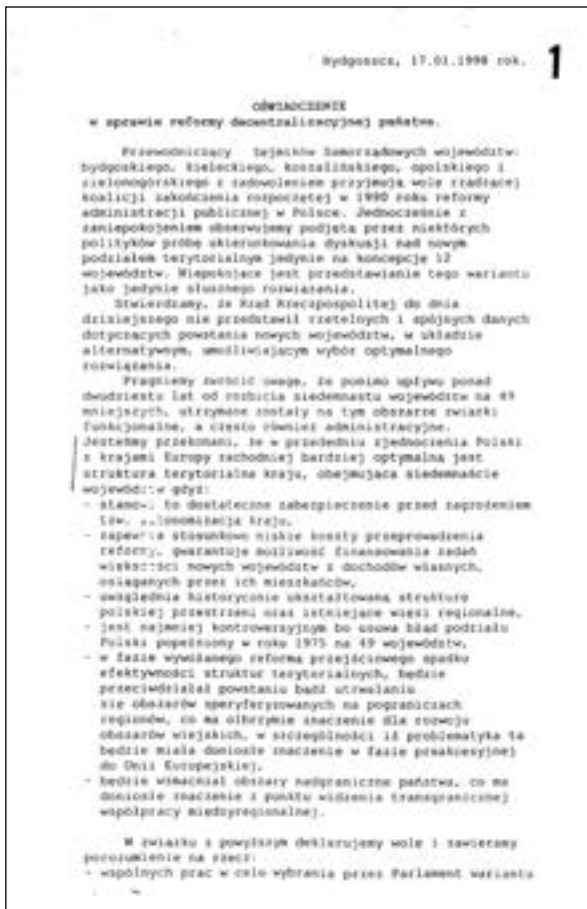 Bydgoszcz, 17.01.1998 rok.
1
OŚWIADCZENIE
w sprawie reformy decentralizacyjnej państwa.
Przewodniczący Sejmików Samorządowych województw:
bydgoskiego, kieleckiego, koszalińskiego, opolskiego i
zielonogórskiego z zadowoleniem przyjmują wolę rządzącej
koalicji zakończenia rozpoczętej w 1990 roku reformy
administracji publicznej w Polsce. Jednocześnie z
zaniepokojeniem obserwujemy podjętą przez niektórych
polityków próbę ukierunkowania dyskusji nad nowym
podziałem terytorialnym jedynie na koncepcję 12
województw. Niepokojące jest przedstawianie tego wariantu
jako jedynie słusznego rozwiązania.
Stwierdzamy, że Rząd Rzeczpospolitej do dnia
dzisiejszego nie przedstawił rzetelnych i spójnych danych
dotyczących powstania nowych województw, w układzie
alternatywnym, umożliwiającym wybór optymalnego
rozwiązania.
Pragniemy zwrócić uwagę, że pomimo upływu ponad
dwudziestu lat od rozbicia siedemnastu województw na 49
mniejszych, utrzymane zostały na tym obszarze związki
funkcjonalne, a często również administracyjne.
Jesteśmy przekonani, że w przededniu zjednoczenia Polski
z krajami Europy zachodniej bardziej optymalną jest
struktura terytorialna kraju, obejmująca siedemnaście
województw gdyż:
- stanowi to dostateczne zabezpieczenie przed zagrożeniem
tzw. kraju,
- zapewnia stosunkowo niskie koszty przeprowadzenia
reformy, gwarantuje możliwość finansowania zadań
większości nowych województw z dochodów własnych,
osiąganych przez ich mieszkańców,
- uwzględnia historycznie ukształtowaną strukturę
polskiej przestrzeni oraz istniejące więzi regionalne,
- jest najmniej kontrowersyjnym bo usuwa błąd podziału
Polski popełniony w roku 1975 na 49 województw,
- w fazie wywołanego reformą przejściowego spadku
efektywności struktur terytorialnych, będzie
przeciwdziałał powstaniu bądź utrwalaniu
się obszarów speryferyzowanych na pograniczach
regionów, co ma olbrzymie znaczenie dla rozwoju
obszarów wiejskich, w szczególności iż problematyka ta
będzie miała doniosłe znaczenie w fazie preakcesyjnej
do Unii Europejskiej,
- będzie wzmacniał obszary nadgraniczne państwa, co ma
doniosłe znaczenie z punktu widzenia transgranicznej
współpracy międzyregionalnej.
W związku z powyższym deklarujemy wolę i zawieramy
porozumienie na rzecz:
- wspólnych prac w celu wybrania przez Parlament wariantu